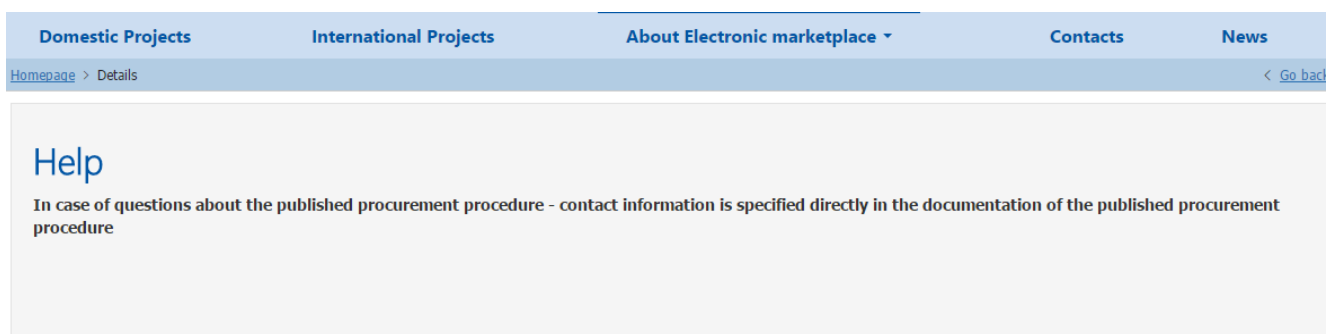 Domestic Projects International Projects About Electronic marketplace Contacts News
Homepage > Details < Go back
Help
In case of questions about the published procurement procedure - contact information is specified directly in the documentation of the published procurement
procedure